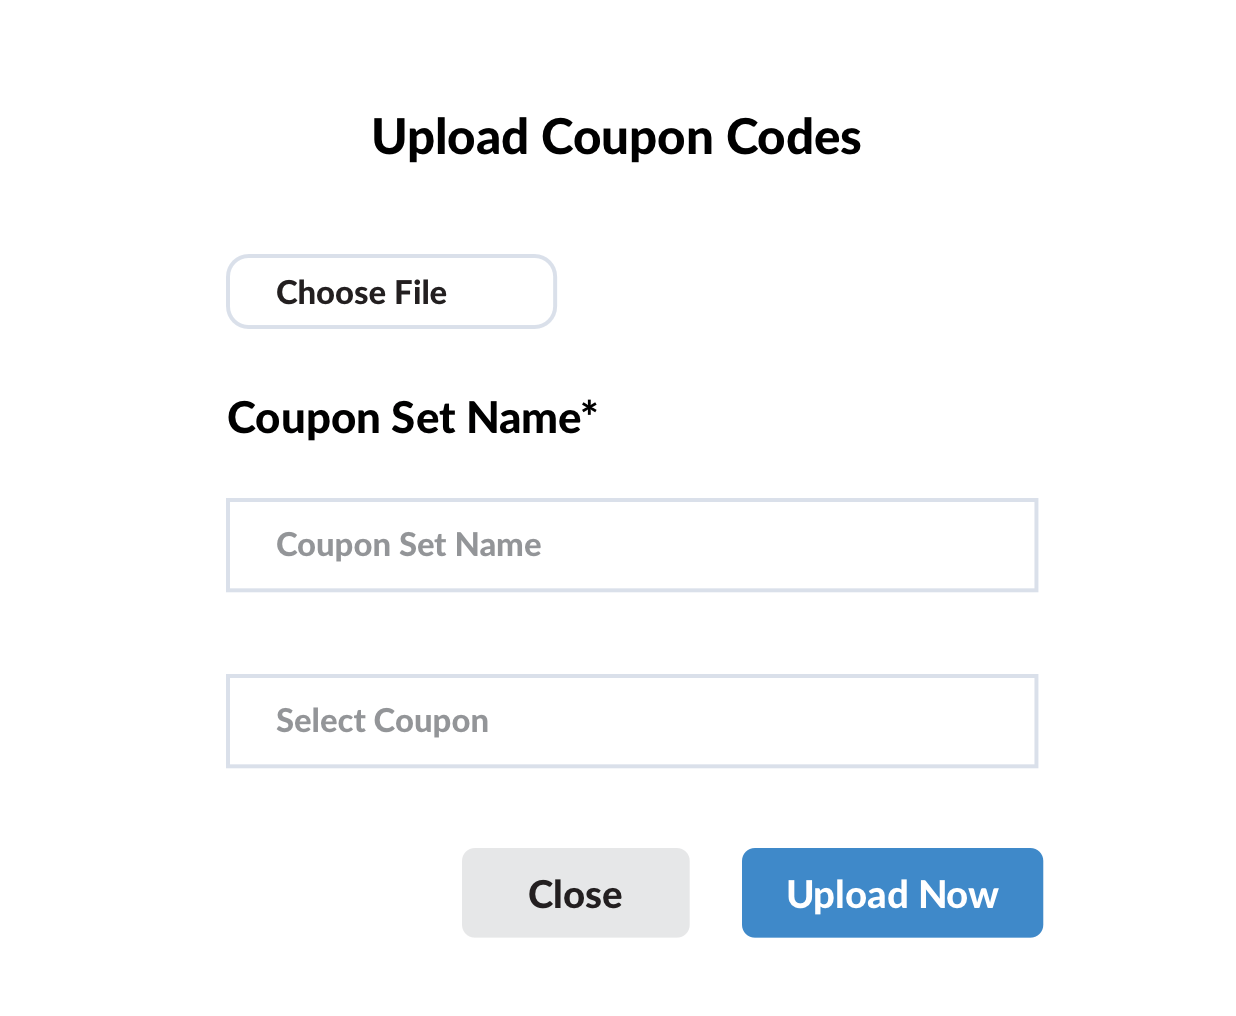 Upload Coupon Codes
Choose File
Coupon Set Name*
Coupon Set Name
Select Coupon
Close
Upload Now